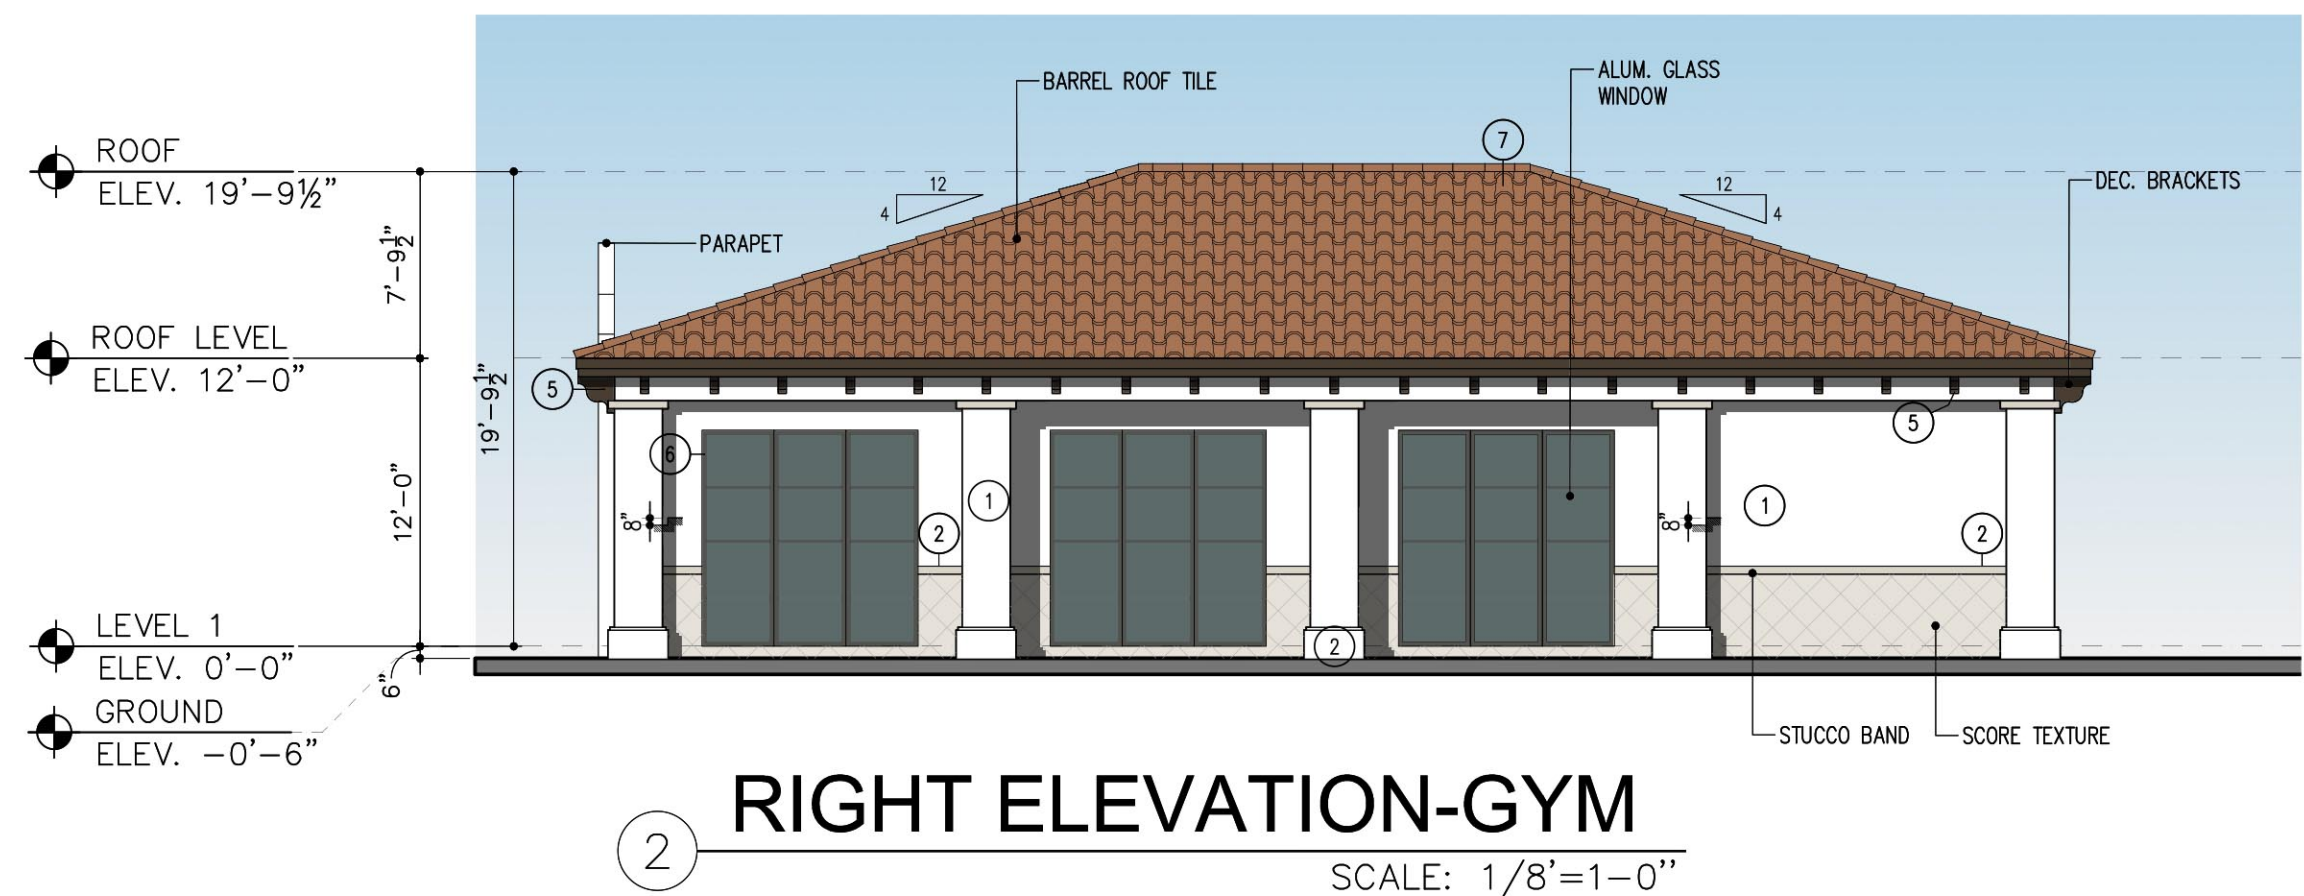 BARREL ROOF TILE
ALUM. GLASS
WINDOW
7
ROOF
ELEV. 19'-9½"
12
4
12
4
DEC. BRACKETS
PARAPET
7'-9½"
ROOF LEVEL
ELEV. 12'-0"
5
19'-9½"
5
6
12'-0"
1
1
8"
8"
2
2
LEVEL 1
ELEV. 0'-0"
2
6"
GROUND
ELEV. -0'-6"
STUCCO BAND
SCORE TEXTURE
RIGHT ELEVATION-GYM
2
SCALE: 1/8'=1-0''